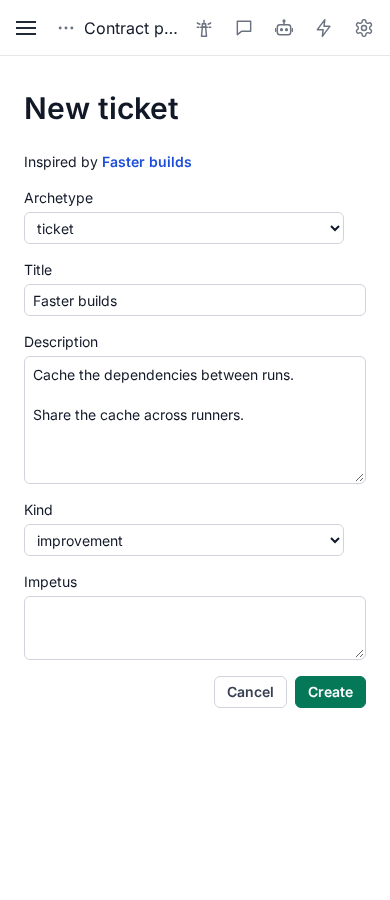 Contract p...
New ticket
Inspired by Faster builds
Archetype
ticket
Title
Faster builds
Description
Cache the dependencies between runs.
Share the cache across runners.
Kind
improvement
Impetus
Cancel Create